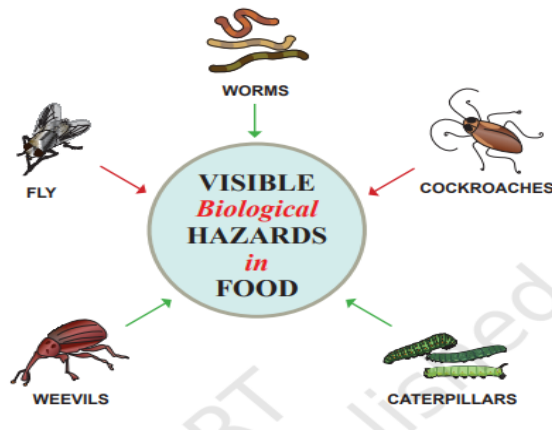 WORMS
FLY
COCKROACHES
VISIBLE
Biological
HAZARDS
in
FOOD
WEEVILS
CATERPILLARS